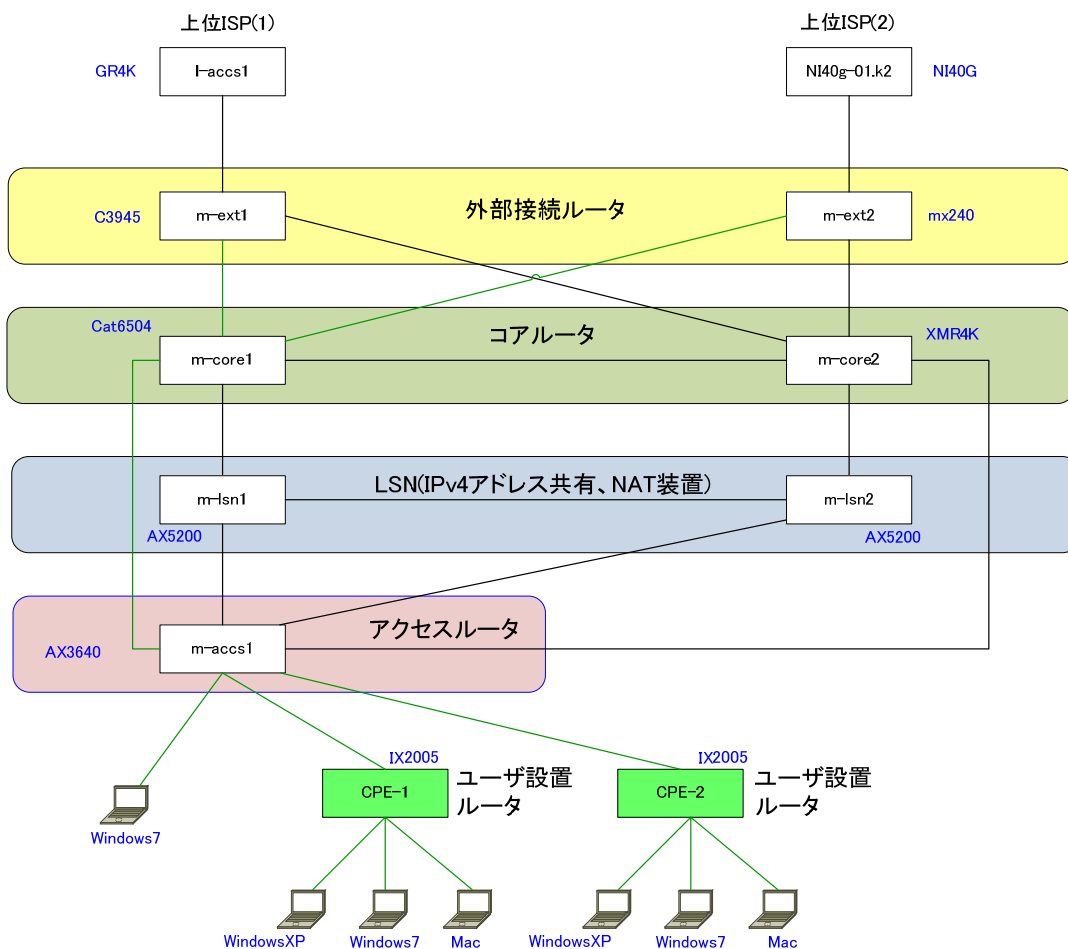 上位ISP(1)
上位ISP(2)
GR4K
l-accs1
NI40g-01.k2
NI40G
C3945
m-ext1
外部接続ルータ
m-ext2
mx240
Cat6504
コアルータ
XMR4K
m-core1
m-core2
LSN(IPv4アドレス共有、NAT装置)
m-lsn1
m-lsn2
AX5200
AX5200
アクセスルータ
AX3640
m-accs1
IX2005
IX2005
CPE-1
ユーザ設置
ルータ
CPE-2
ユーザ設置
ルータ
Windows7
WindowsXP
Windows7
Mac
WindowsXP
Windows7
Mac